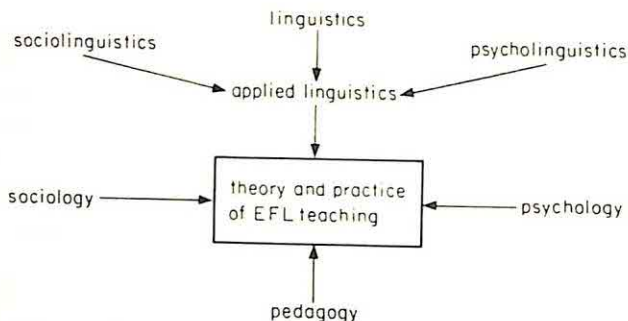 linguistics
sociolinguistics
psycholinguistics
applied linguistics
theory and practice
of EFL teaching
sociology
psychology
pedagogy